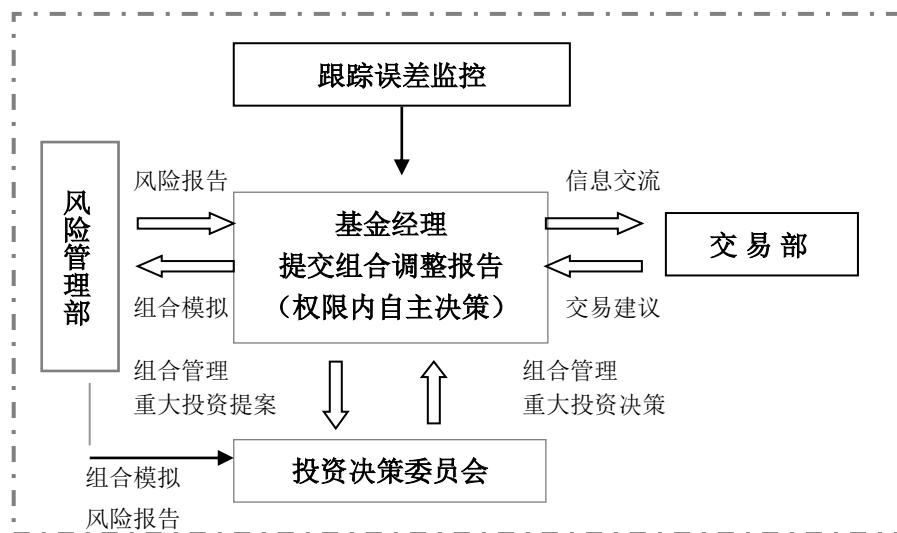 跟踪误差监控
风险管理部
风险报告
信息交流
基金经理
提交组合调整报告
（权限内自主决策）
交易部
组合模拟
交易建议
组合管理
重大投资提案
组合管理
重大投资决策
投资决策委员会
组合模拟
风险报告